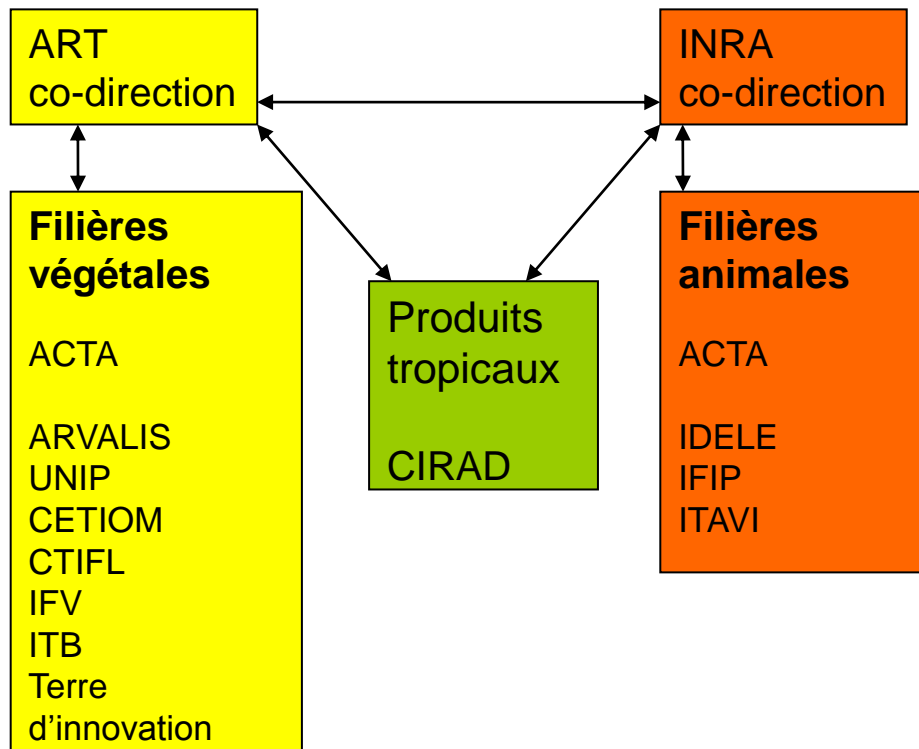 ART
co-direction
INRA
co-direction
Filières
végétales
ACTA
ARVALIS
UNIP
CETIOM
CTIFL
IFV
ITB
Terre
d’innovation
Produits
tropicaux
CIRAD
Filières
animales
ACTA
IDELE
IFIP
ITAVI